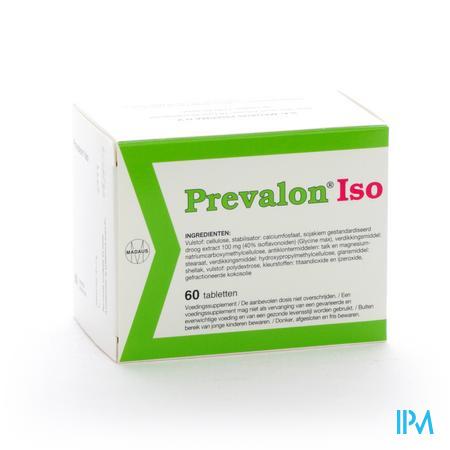 Prevalon® Iso
INGREDIENTEN:
Vulstof: cellulose, stabilisator: calciumfosfaat, sojakiem gestandardiseerd
droog extract 100 mg (40% isoflavonoïden) (Glycine max), verdikkingsmiddel:
natriumcarboxymethylcellulose, antiklontermiddelen: talk en magnesium-
stearaat, verdikkingsmiddel: hydroxypropylmethylcellulose, glansmiddel:
shellak, vulstof: polydextrose, kleurstoffen: titaandioxide en ijzeroxide,
gefractioneerde kokosolie
MADAUS
60 tabletten
Voedingssupplement / De aanbevolen dosis niet overschrijden. / Een
voedingssupplement mag niet als vervanging van een gevarieerde en
evenwichtige voeding en van een gezonde levensstijl worden gebruikt. / Buiten
bereik van jonge kinderen bewaren. / Donker, afgesloten en fris bewaren.
IPM